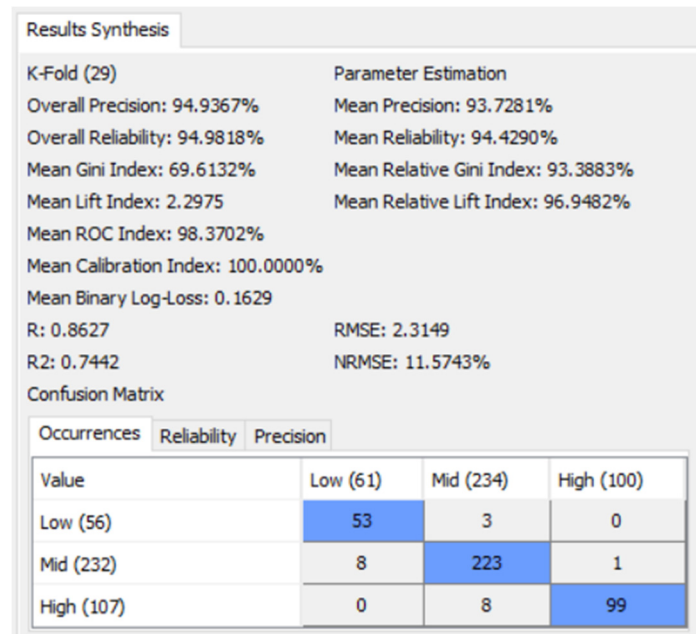 Results Synthesis
K-Fold (29) Parameter Estimation
Overall Precision: 94.9367% Mean Precision: 93.7281%
Overall Reliability: 94.9818% Mean Reliability: 94.4290%
Mean Gini Index: 69.6132% Mean Relative Gini Index: 93.3883%
Mean Lift Index: 2.2975 Mean Relative Lift Index: 96.9482%
Mean ROC Index: 98.3702%
Mean Calibration Index: 100.0000%
Mean Binary Log-Loss: 0.1629
R: 0.8627 RMSE: 2.3149
R2: 0.7442 NRMSE: 11.5743%
Confusion Matrix
Occurrences Reliability Precision
Value Low (61) Mid (234) High (100)
Low (56) 53 3 0
Mid (232) 8 223 1
High (107) 0 8 99